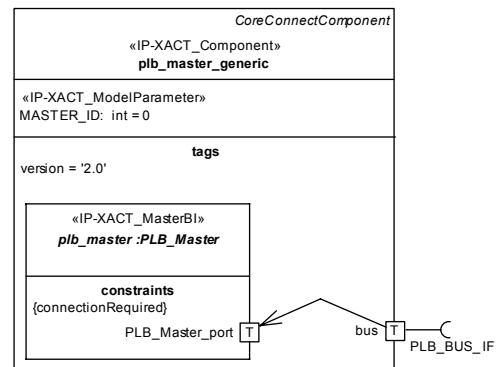 CoreConnectComponent
«IP-XACT_Component»
plb_master_generic
«IP-XACT_ModelParameter»
MASTER_ID: int = 0
tags
version = '2.0'
«IP-XACT_MasterBI»
plb_master :PLB_Master
constraints
{connectionRequired}
PLB_Master_port T
bus T
PLB_BUS_IF